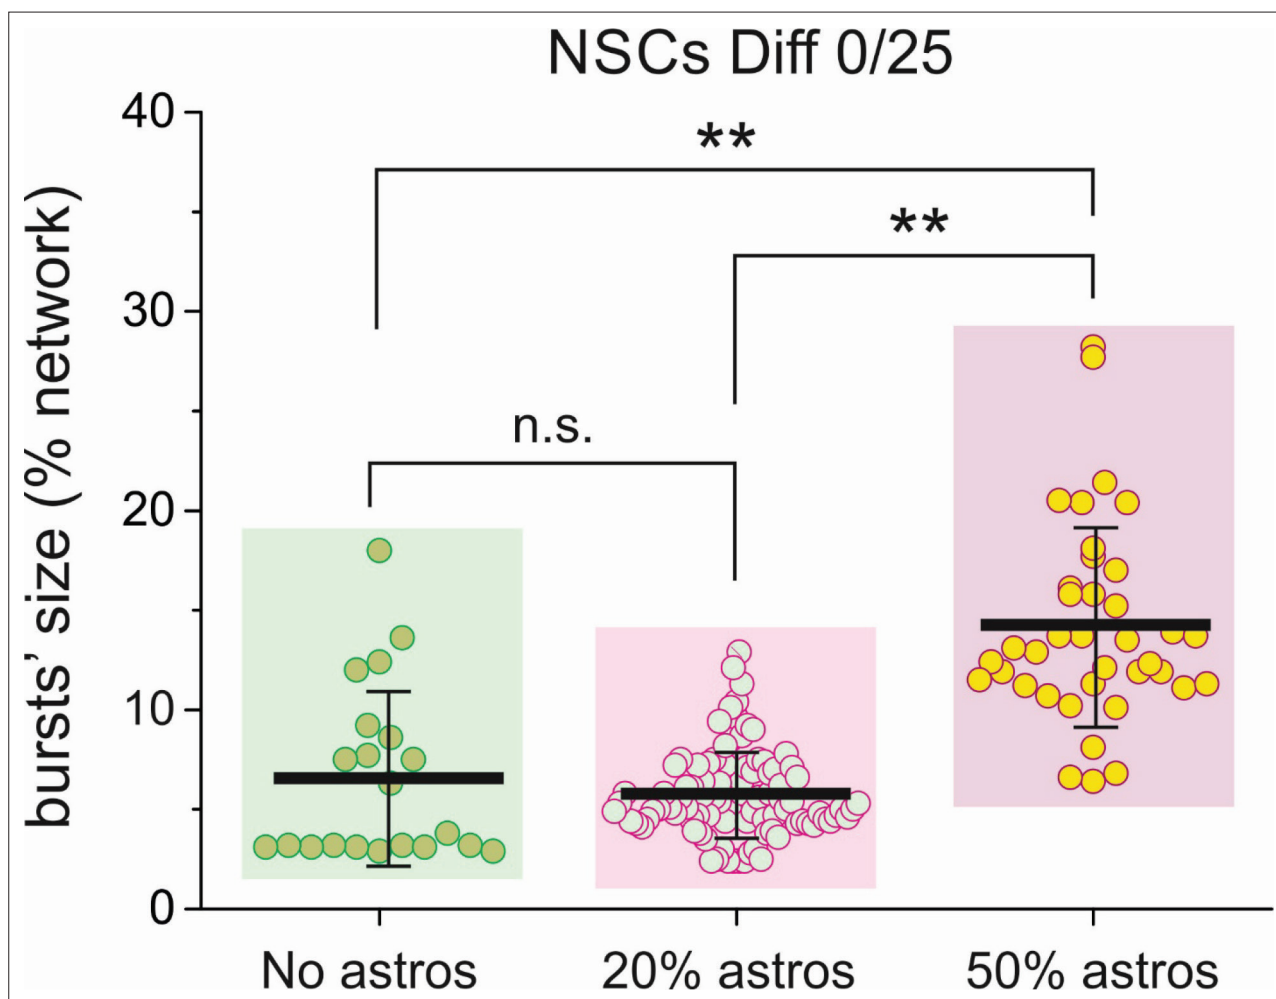 NSCs Diff 0/25
40
30
20
10
0
bursts' size (% network)
**
**
n.s.
No astros
20% astros
50% astros